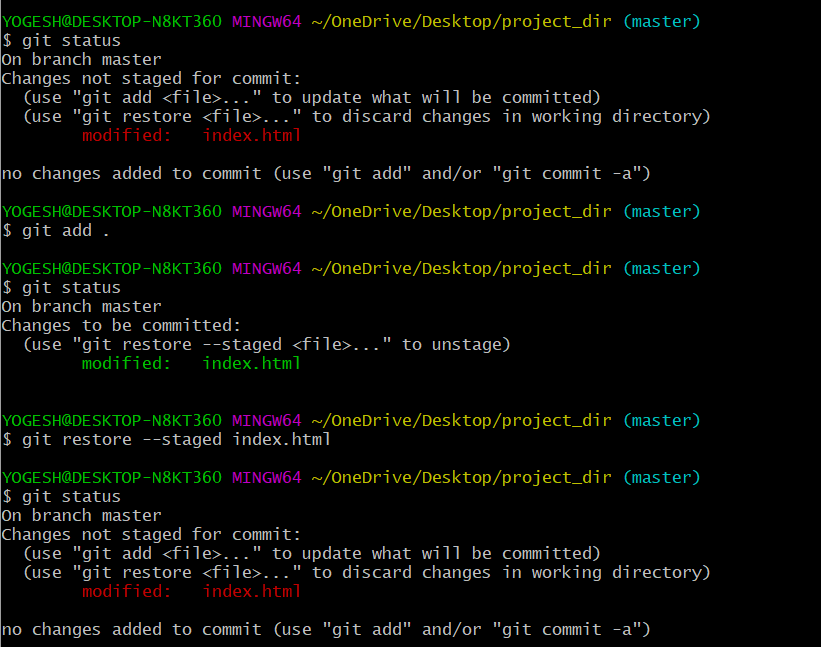 YOGESH@DESKTOP-N8KT36O MINGW64 ~/OneDrive/Desktop/project_dir (master)
$ git status
On branch master
Changes not staged for commit:
  (use "git add <file>..." to update what will be committed)
  (use "git restore <file>..." to discard changes in working directory)
        modified:   index.html

no changes added to commit (use "git add" and/or "git commit -a")

YOGESH@DESKTOP-N8KT36O MINGW64 ~/OneDrive/Desktop/project_dir (master)
$ git add .

YOGESH@DESKTOP-N8KT36O MINGW64 ~/OneDrive/Desktop/project_dir (master)
$ git status
On branch master
Changes to be committed:
  (use "git restore --staged <file>..." to unstage)
        modified:   index.html

YOGESH@DESKTOP-N8KT36O MINGW64 ~/OneDrive/Desktop/project_dir (master)
$ git restore --staged index.html

YOGESH@DESKTOP-N8KT36O MINGW64 ~/OneDrive/Desktop/project_dir (master)
$ git status
On branch master
Changes not staged for commit:
  (use "git add <file>..." to update what will be committed)
  (use "git restore <file>..." to discard changes in working directory)
        modified:   index.html

no changes added to commit (use "git add" and/or "git commit -a")